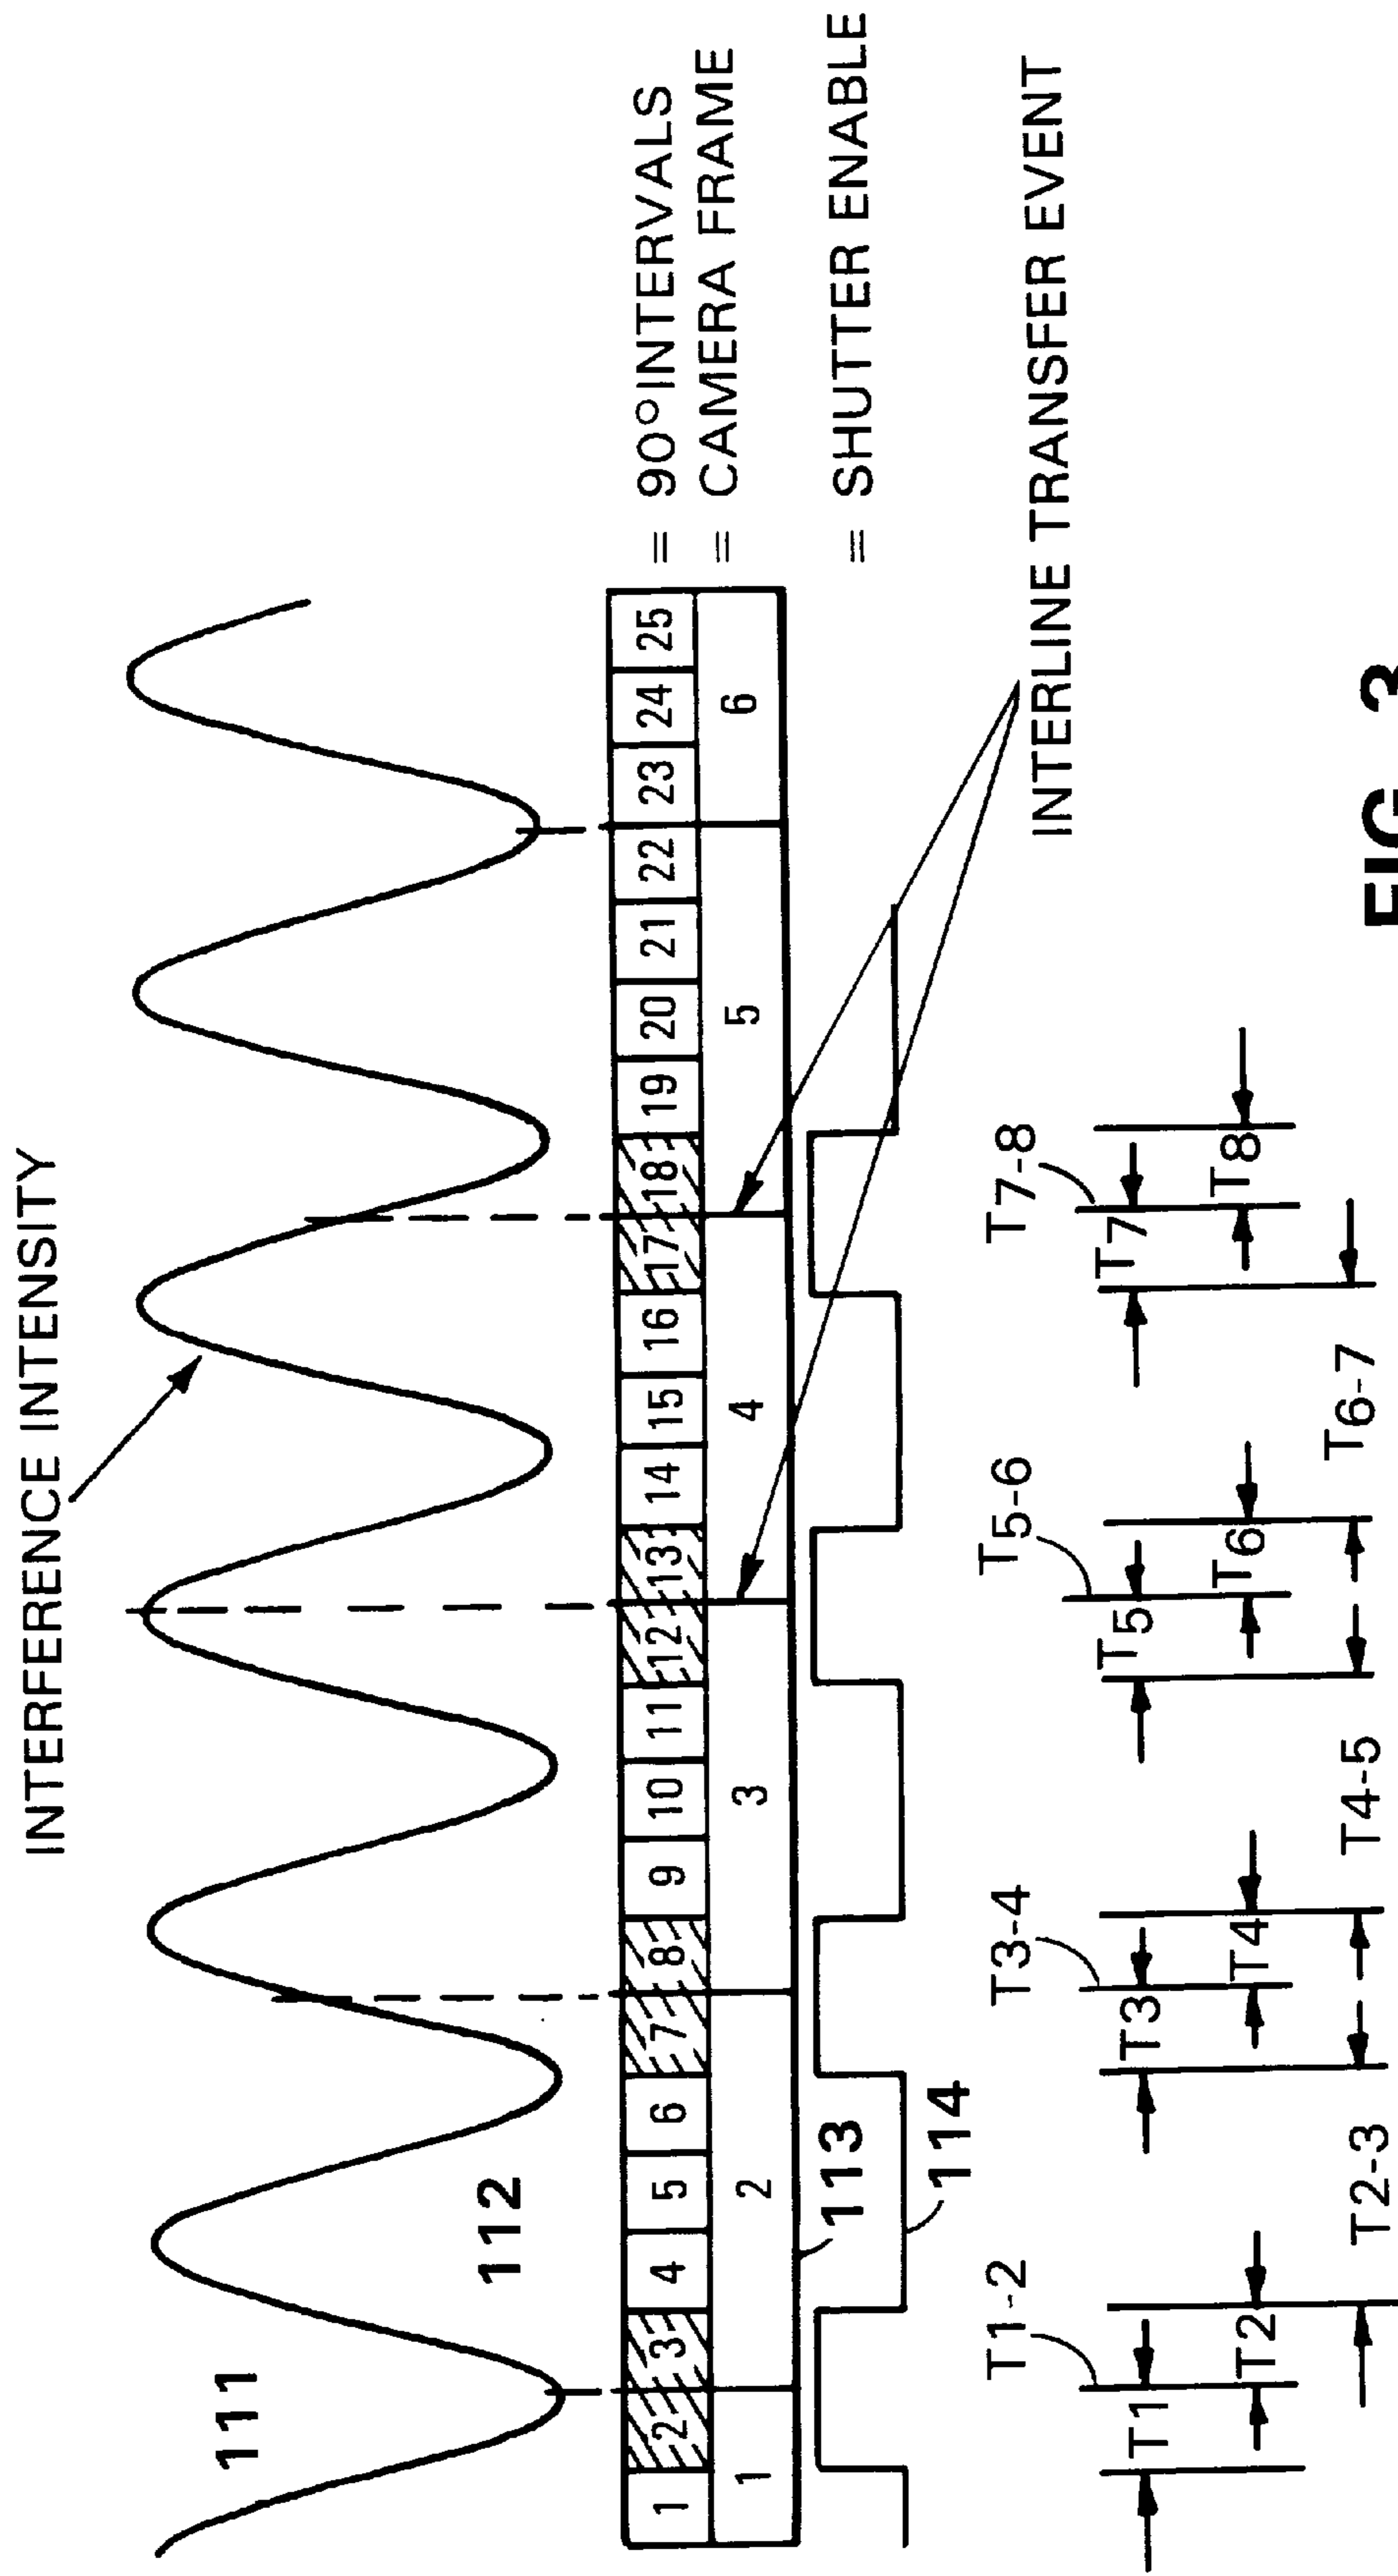 INTERFERENCE INTENSITY
111
112
1 2 3 4 5 6 7 8 9 10 11 12 13 14 15 16 17 18 19 20 21 22 23 24 25 = 90° INTERVALS
1 2 3 4 5 6 = CAMERA FRAME
113
= SHUTTER ENABLE
114
INTERLINE TRANSFER EVENT
T1-2 T3-4 T5-6 T7-8
T1 T3 T5 T7
T2 T4 T6 T8
T2-3 T4-5 T6-7
FIG. 3